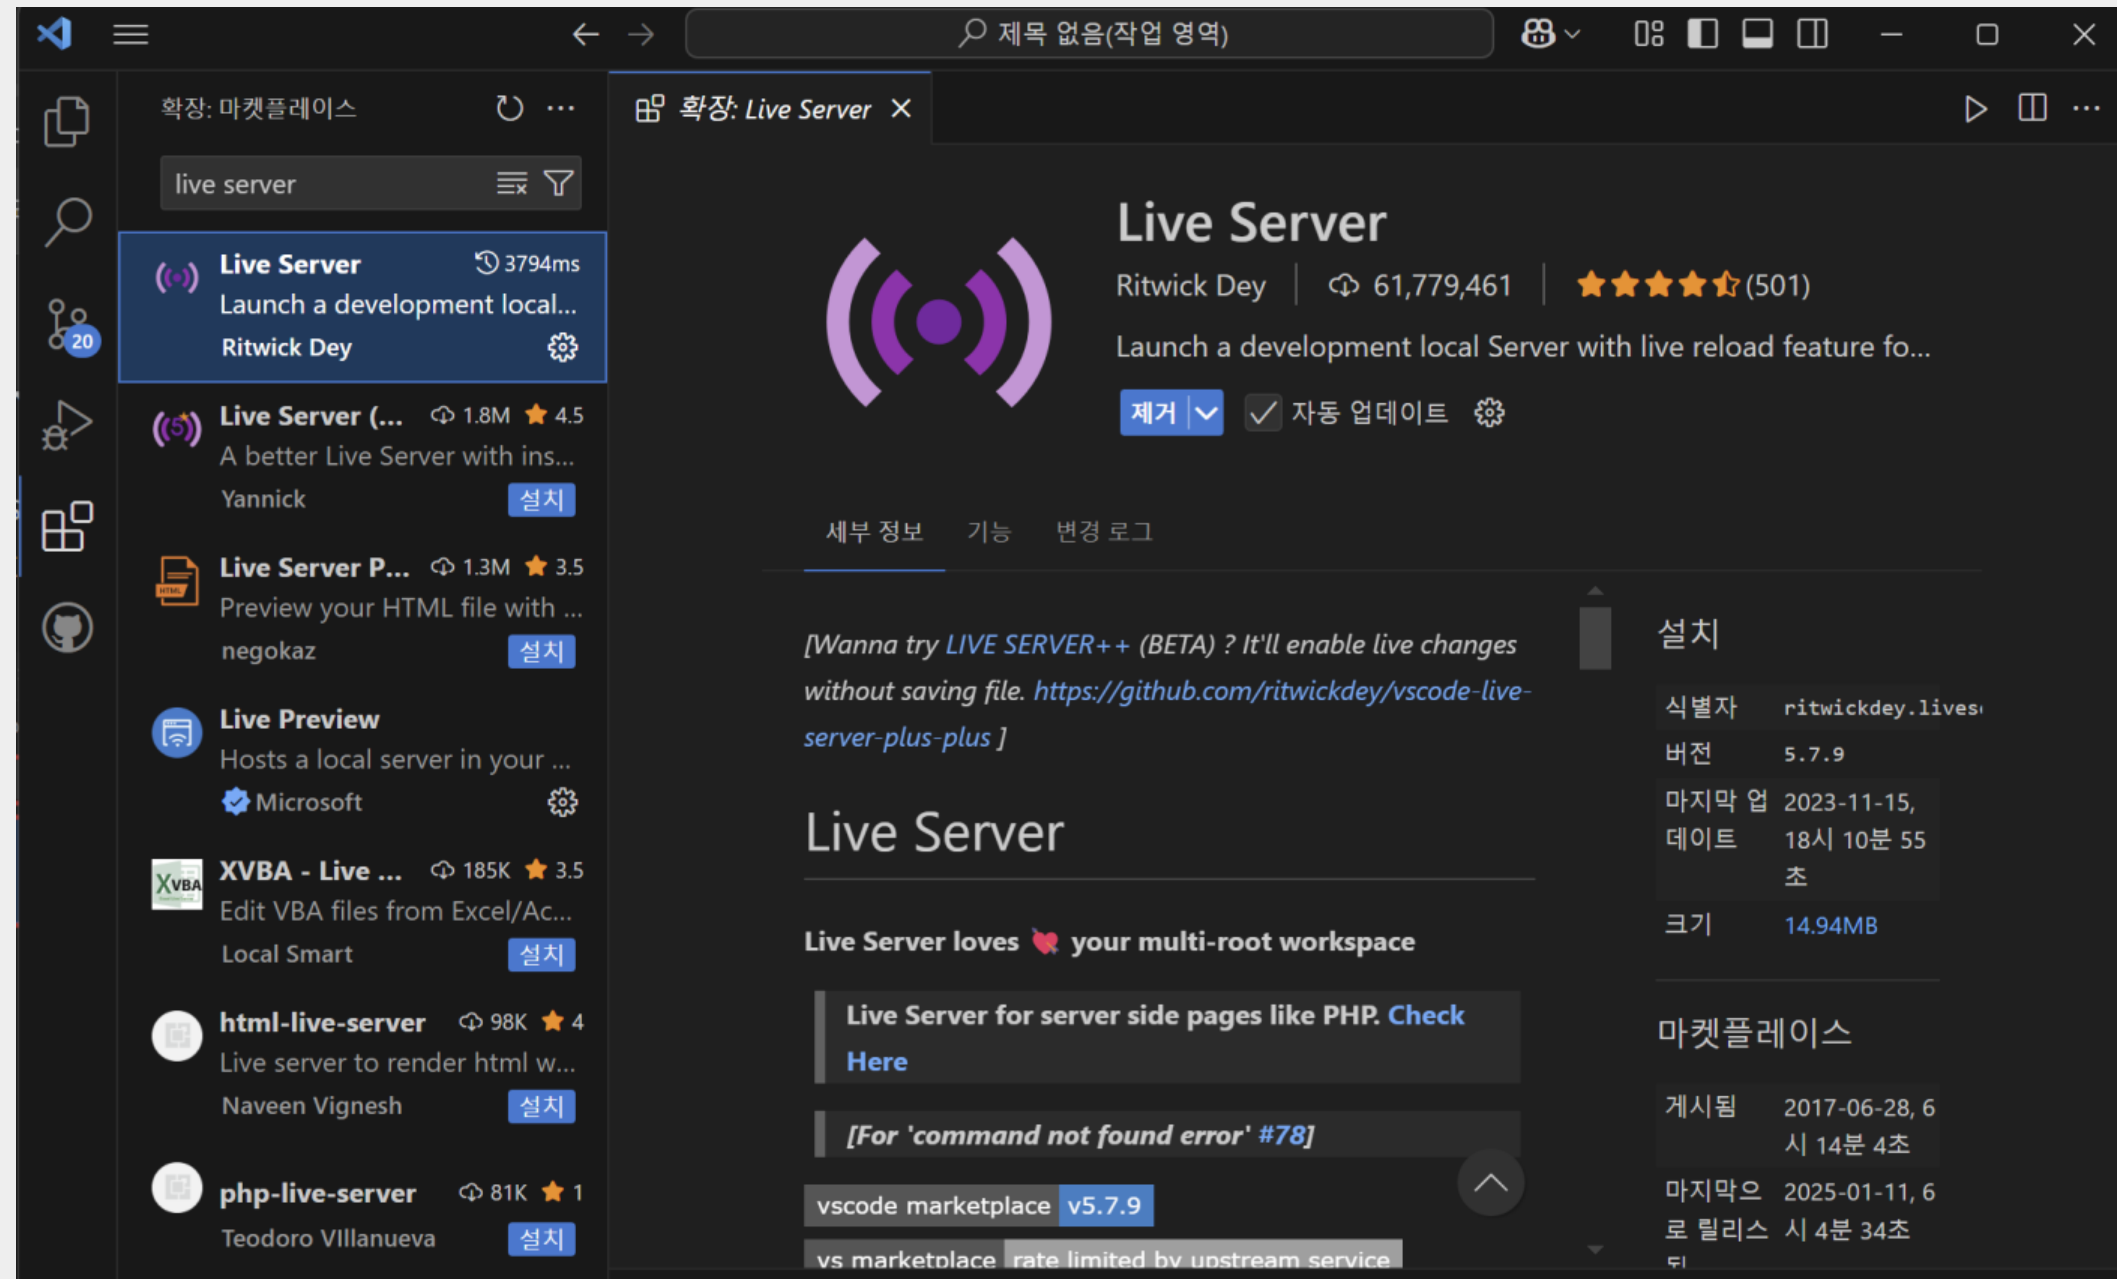 제목 없음(작업 영역)
확장: 마켓플레이스
live server
Live Server 3794ms
Launch a development local...
Ritwick Dey
20
Live Server (... 1.8M 4.5
A better Live Server with ins...
Yannick 설치
Live Server P... 1.3M 3.5
Preview your HTML file with ...
negokaz 설치
Live Preview
Hosts a local server in your ...
Microsoft
XVBA - Live ... 185K 3.5
Edit VBA files from Excel/Ac...
Local Smart 설치
html-live-server 98K 4
Live server to render html w...
Naveen Vignesh 설치
php-live-server 81K 1
Teodoro VIllanueva 설치
확장: Live Server
Live Server
Ritwick Dey 61,779,461 (501)
Launch a development local Server with live reload feature fo...
제거 자동 업데이트
세부 정보 기능 변경 로그
[Wanna try LIVE SERVER++ (BETA) ? It'll enable live changes
without saving file. https://github.com/ritwickdey/vscode-live-
server-plus-plus ]
Live Server
Live Server loves 💘 your multi-root workspace
Live Server for server side pages like PHP. Check
Here
[For 'command not found error' #78]
vscode marketplace v5.7.9
vs marketplace rate limited by upstream service
설치
식별자 ritwickdey.lives
버전 5.7.9
마지막 업 2023-11-15,
데이트 18시 10분 55
초
크기 14.94MB
마켓플레이스
게시됨 2017-06-28, 6
시 14분 4초
마지막으 2025-01-11, 6
로 릴리스 시 4분 34초